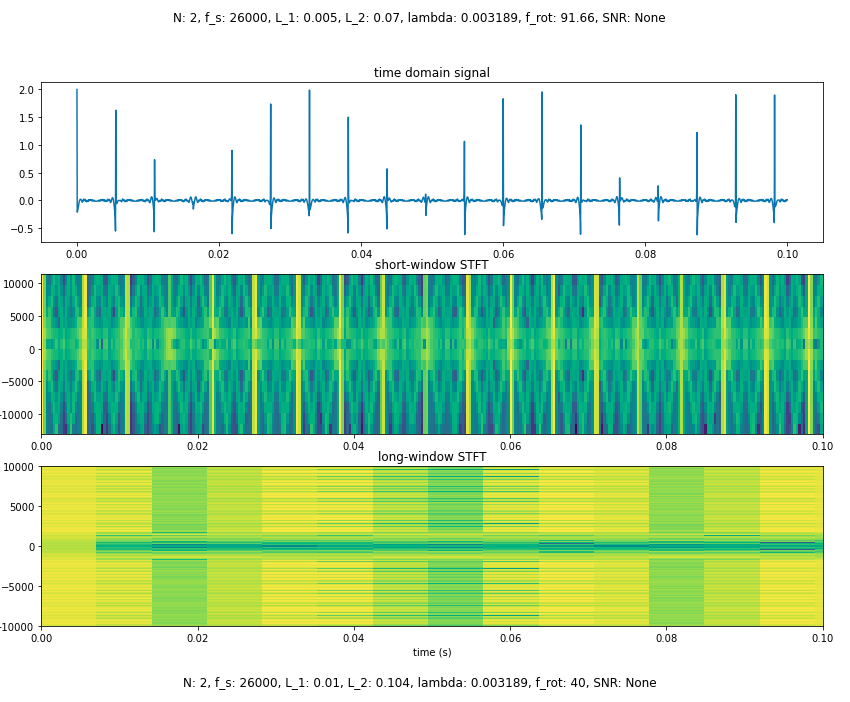 N: 2, f_s: 26000, L_1: 0.005, L_2: 0.07, lambda: 0.003189, f_rot: 91.66, SNR: None
time domain signal
2.0
1.5
1.0
0.5
0.0
−0.5
0.00 0.02 0.04 0.06 0.08 0.10
short-window STFT
10000
5000
0
−5000
−10000
0.00 0.02 0.04 0.06 0.08 0.10
long-window STFT
10000
5000
0
−5000
−10000
0.00 0.02 0.04 0.06 0.08 0.10
time (s)
N: 2, f_s: 26000, L_1: 0.01, L_2: 0.104, lambda: 0.003189, f_rot: 40, SNR: None